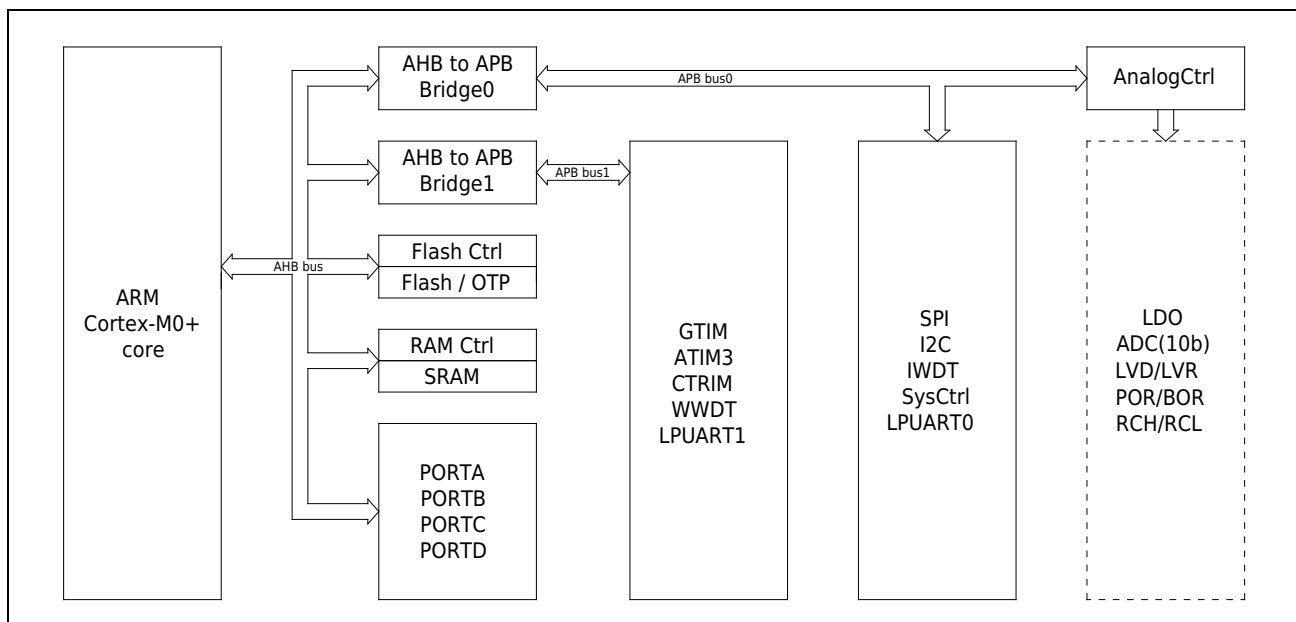 ARM
Cortex-M0+
core
AHB bus
AHB to APB
Bridge0
APB bus0
AHB to APB
Bridge1
APB bus1
Flash Ctrl
Flash / OTP
RAM Ctrl
SRAM
PORTA
PORTB
PORTC
PORTD
GTIM
ATIM3
CTRIM
WWDT
LPUART1
SPI
I2C
IWDT
SysCtrl
LPUART0
AnalogCtrl
LDO
ADC(10b)
LVD/LVR
POR/BOR
RCH/RCL